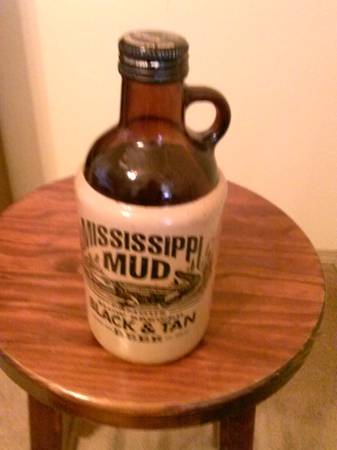 MISSISSIPPI
MUD
BLACK & TAN
BEER